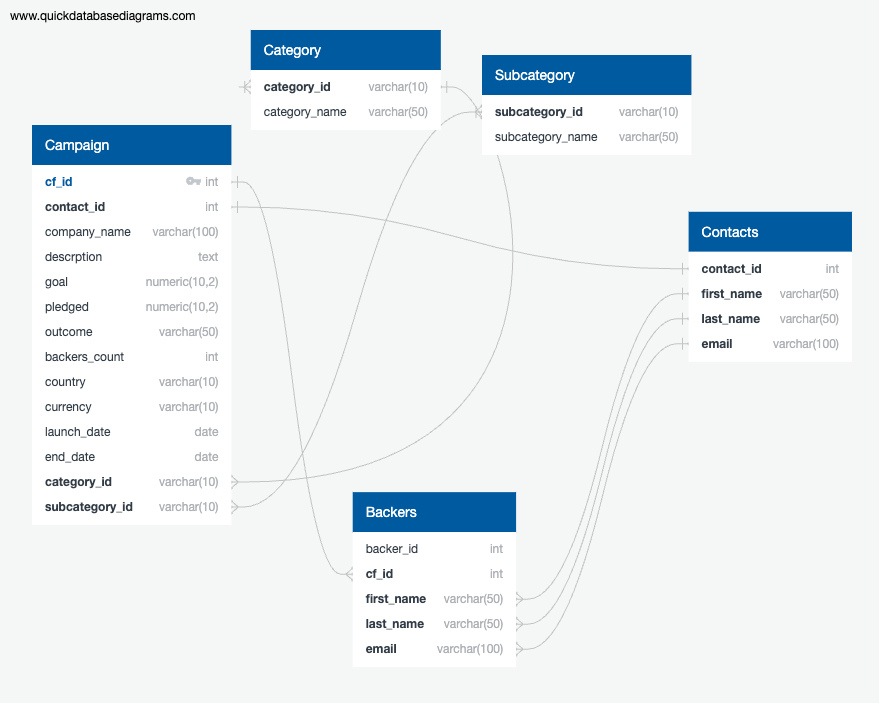 www.quickdatabasediagrams.com
Category
category_id varchar(10)
category_name varchar(50)
Subcategory
subcategory_id varchar(10)
subcategory_name varchar(50)
Campaign
cf_id int
contact_id int
company_name varchar(100)
descrption text
goal numeric(10,2)
pledged numeric(10,2)
outcome varchar(50)
backers_count int
country varchar(10)
currency varchar(10)
launch_date date
end_date date
category_id varchar(10)
subcategory_id varchar(10)
Contacts
contact_id int
first_name varchar(50)
last_name varchar(50)
email varchar(100)
Backers
backer_id int
cf_id int
first_name varchar(50)
last_name varchar(50)
email varchar(100)